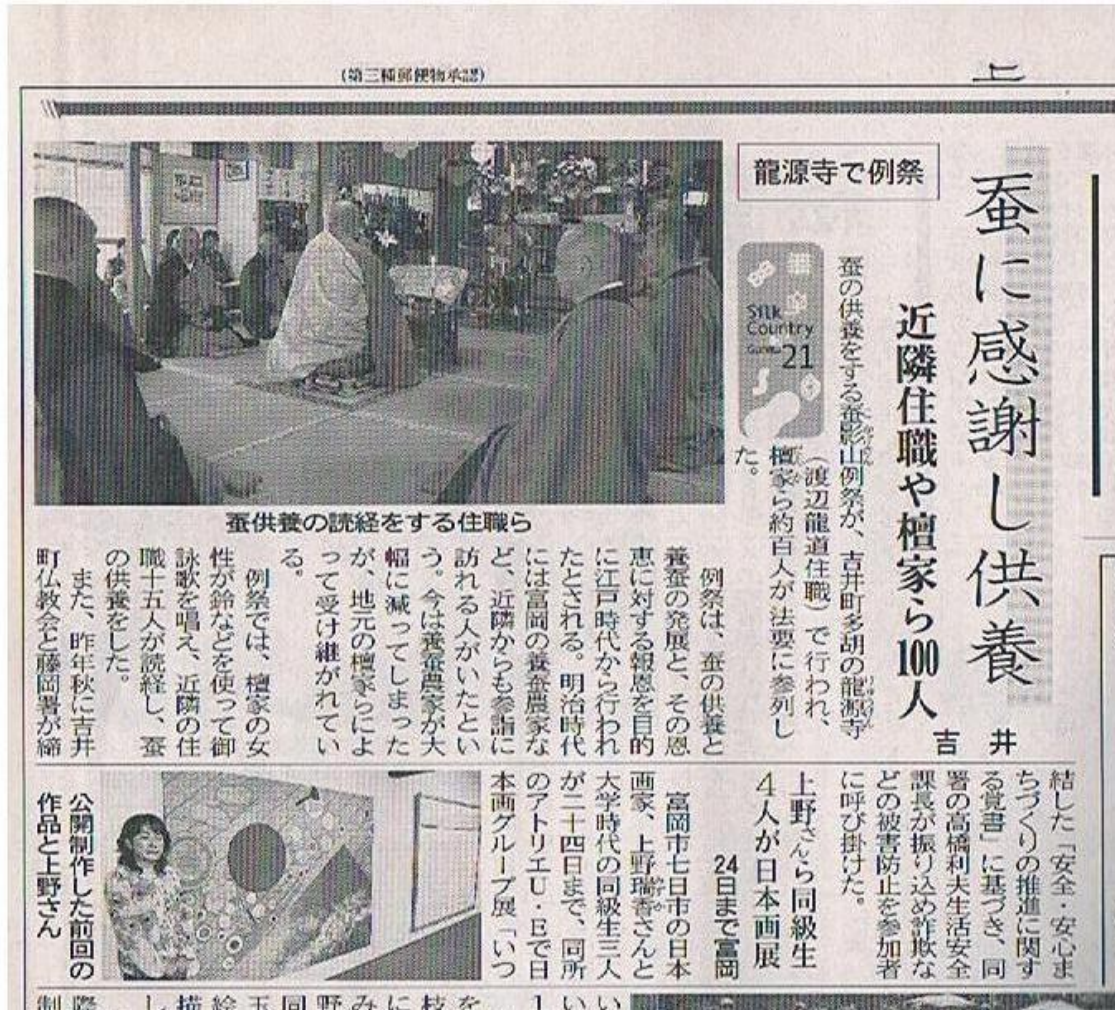 (第三種郵便物承認)
上
蚕に感謝し供養
近隣住職や檀家ら100人
吉井
龍源寺で例祭
Silk
Country
Gunma 21
蚕の供養をする蚕影山例祭が、吉井町多胡の龍源寺
(渡辺龍道住職)で行われ、
檀家ら約百人が法要に参列し
た。
蚕供養の読経をする住職ら
例祭は、蚕の供養と
養蚕の発展と、その恩
恵に対する報恩を目的
に江戸時代から行われ
たとされる。明治時代
には富岡の養蚕農家な
ど、近隣からも参詣に
訪れる人がいたとい
う。今は養蚕農家が大
幅に減ってしまった
が、地元の檀家らによ
って受け継がれてい
る。
例祭では、檀家の女
性が鈴などを使って御
詠歌を唱え、近隣の住
職十五人が読経し、蚕
の供養をした。
また、昨年秋に吉井
町仏教会と藤岡署が締
結した「安全・安心ま
ちづくりの推進に関す
る覚書」に基づき、同
署の高橋利夫生活安全
課長が振り込め詐欺な
どの被害防止を参加者
に呼び掛けた。
上野さんら同級生
4人が日本画展
24日まで富岡
富岡市七日市の日本
画家、上野瑞香さんと
大学時代の同級生三人
が二十四日まで、同所
のアトリエU・Eで日
本画グループ展「いつ
公開制作した前回の
作品と上野さん